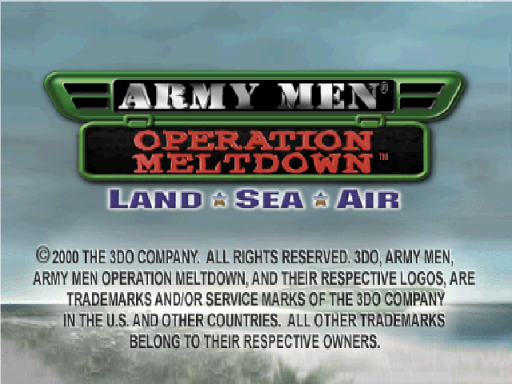 ARMY MEN®
OPERATION
MELTDOWN™
LAND ★ SEA ★ AIR
© 2000 THE 3DO COMPANY. ALL RIGHTS RESERVED. 3DO, ARMY MEN,
ARMY MEN OPERATION MELTDOWN, AND THEIR RESPECTIVE LOGOS, ARE
TRADEMARKS AND/OR SERVICE MARKS OF THE 3DO COMPANY
IN THE U.S. AND OTHER COUNTRIES. ALL OTHER TRADEMARKS
BELONG TO THEIR RESPECTIVE OWNERS.